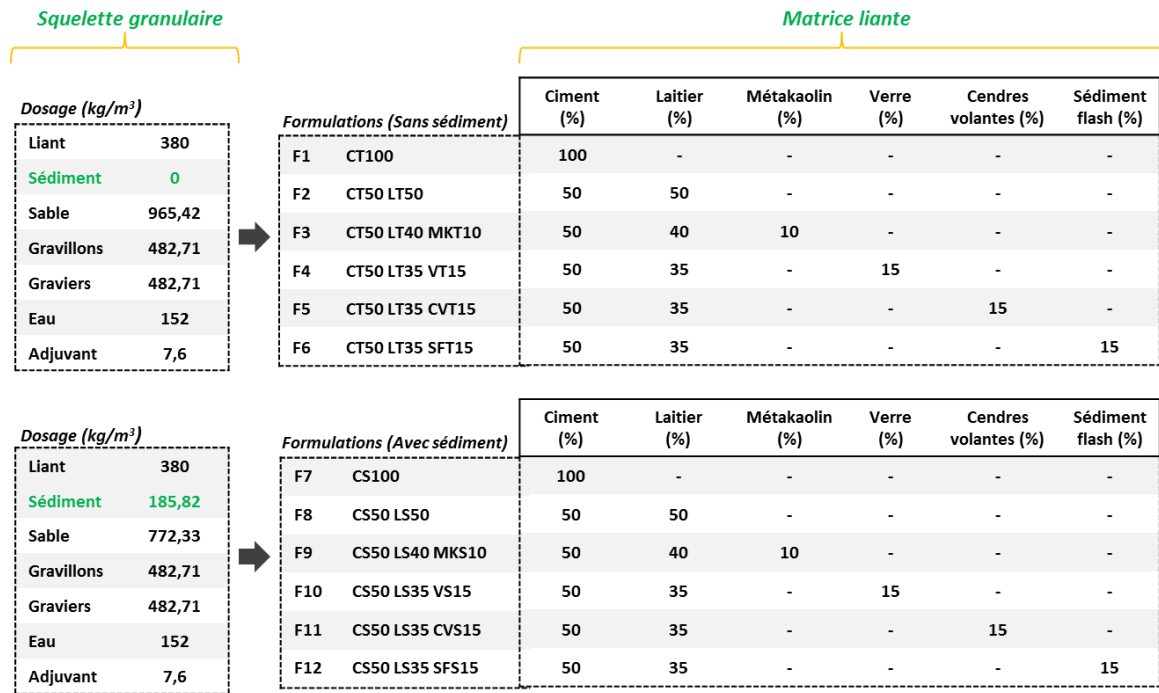 Squelette granulaire
Matrice liante
Dosage (kg/m³)
Liant 380
Sédiment 0
Sable 965,42
Gravillons 482,71
Graviers 482,71
Eau 152
Adjuvant 7,6
Formulations (Sans sédiment)
Ciment (%) Laitier (%) Métakaolin (%) Verre (%) Cendres volantes (%) Sédiment flash (%)
F1 CT100 100 - - - - -
F2 CT50 LT50 50 50 - - - -
F3 CT50 LT40 MKT10 50 40 10 - - -
F4 CT50 LT35 VT15 50 35 - 15 - -
F5 CT50 LT35 CVT15 50 35 - - 15 -
F6 CT50 LT35 SFT15 50 35 - - - 15
Dosage (kg/m³)
Liant 380
Sédiment 185,82
Sable 772,33
Gravillons 482,71
Graviers 482,71
Eau 152
Adjuvant 7,6
Formulations (Avec sédiment)
Ciment (%) Laitier (%) Métakaolin (%) Verre (%) Cendres volantes (%) Sédiment flash (%)
F7 CS100 100 - - - - -
F8 CS50 LS50 50 50 - - - -
F9 CS50 LS40 MKS10 50 40 10 - - -
F10 CS50 LS35 VS15 50 35 - 15 - -
F11 CS50 LS35 CVS15 50 35 - - 15 -
F12 CS50 LS35 SFS15 50 35 - - - 15